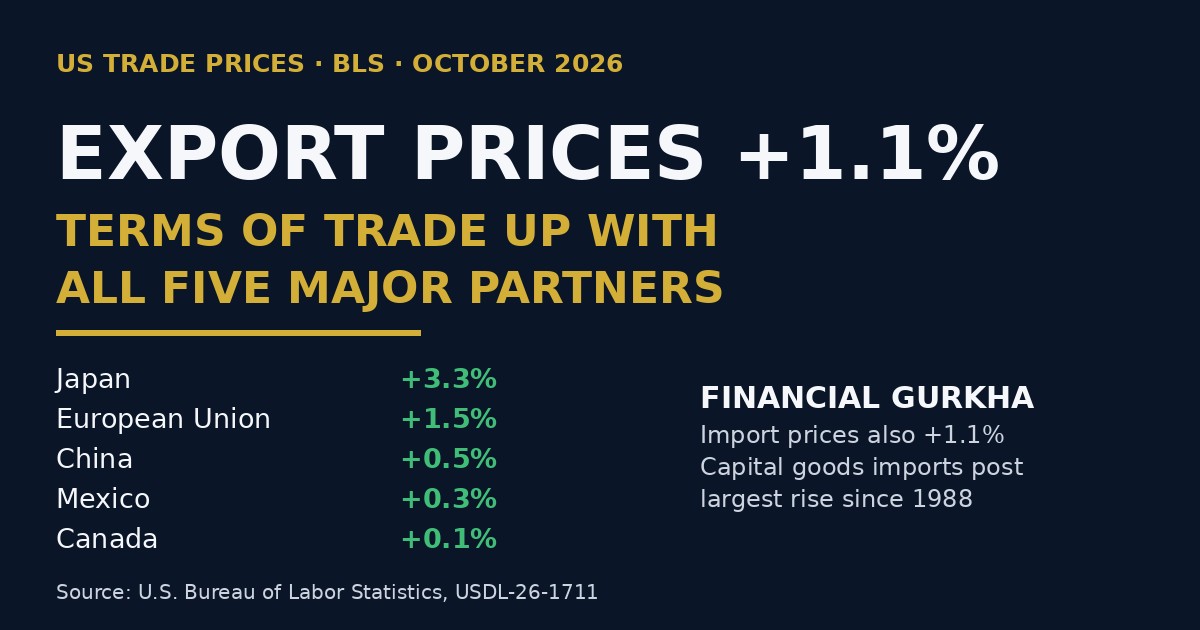 US TRADE PRICES · BLS · OCTOBER 2026
EXPORT PRICES +1.1%
TERMS OF TRADE UP WITH
ALL FIVE MAJOR PARTNERS
Japan +3.3%
European Union +1.5%
China +0.5%
Mexico +0.3%
Canada +0.1%
FINANCIAL GURKHA
Import prices also +1.1%
Capital goods imports post
largest rise since 1988
Source: U.S. Bureau of Labor Statistics, USDL-26-1711